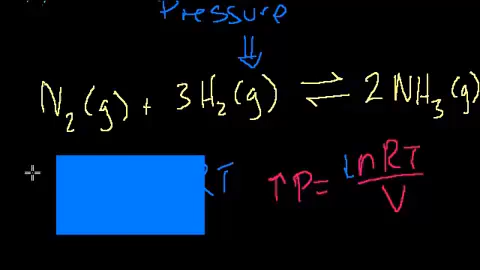 Pressure
N₂(g) + 3H₂(g) ⇌ 2NH₃(g)
RT ↑P = ↓nRT/V